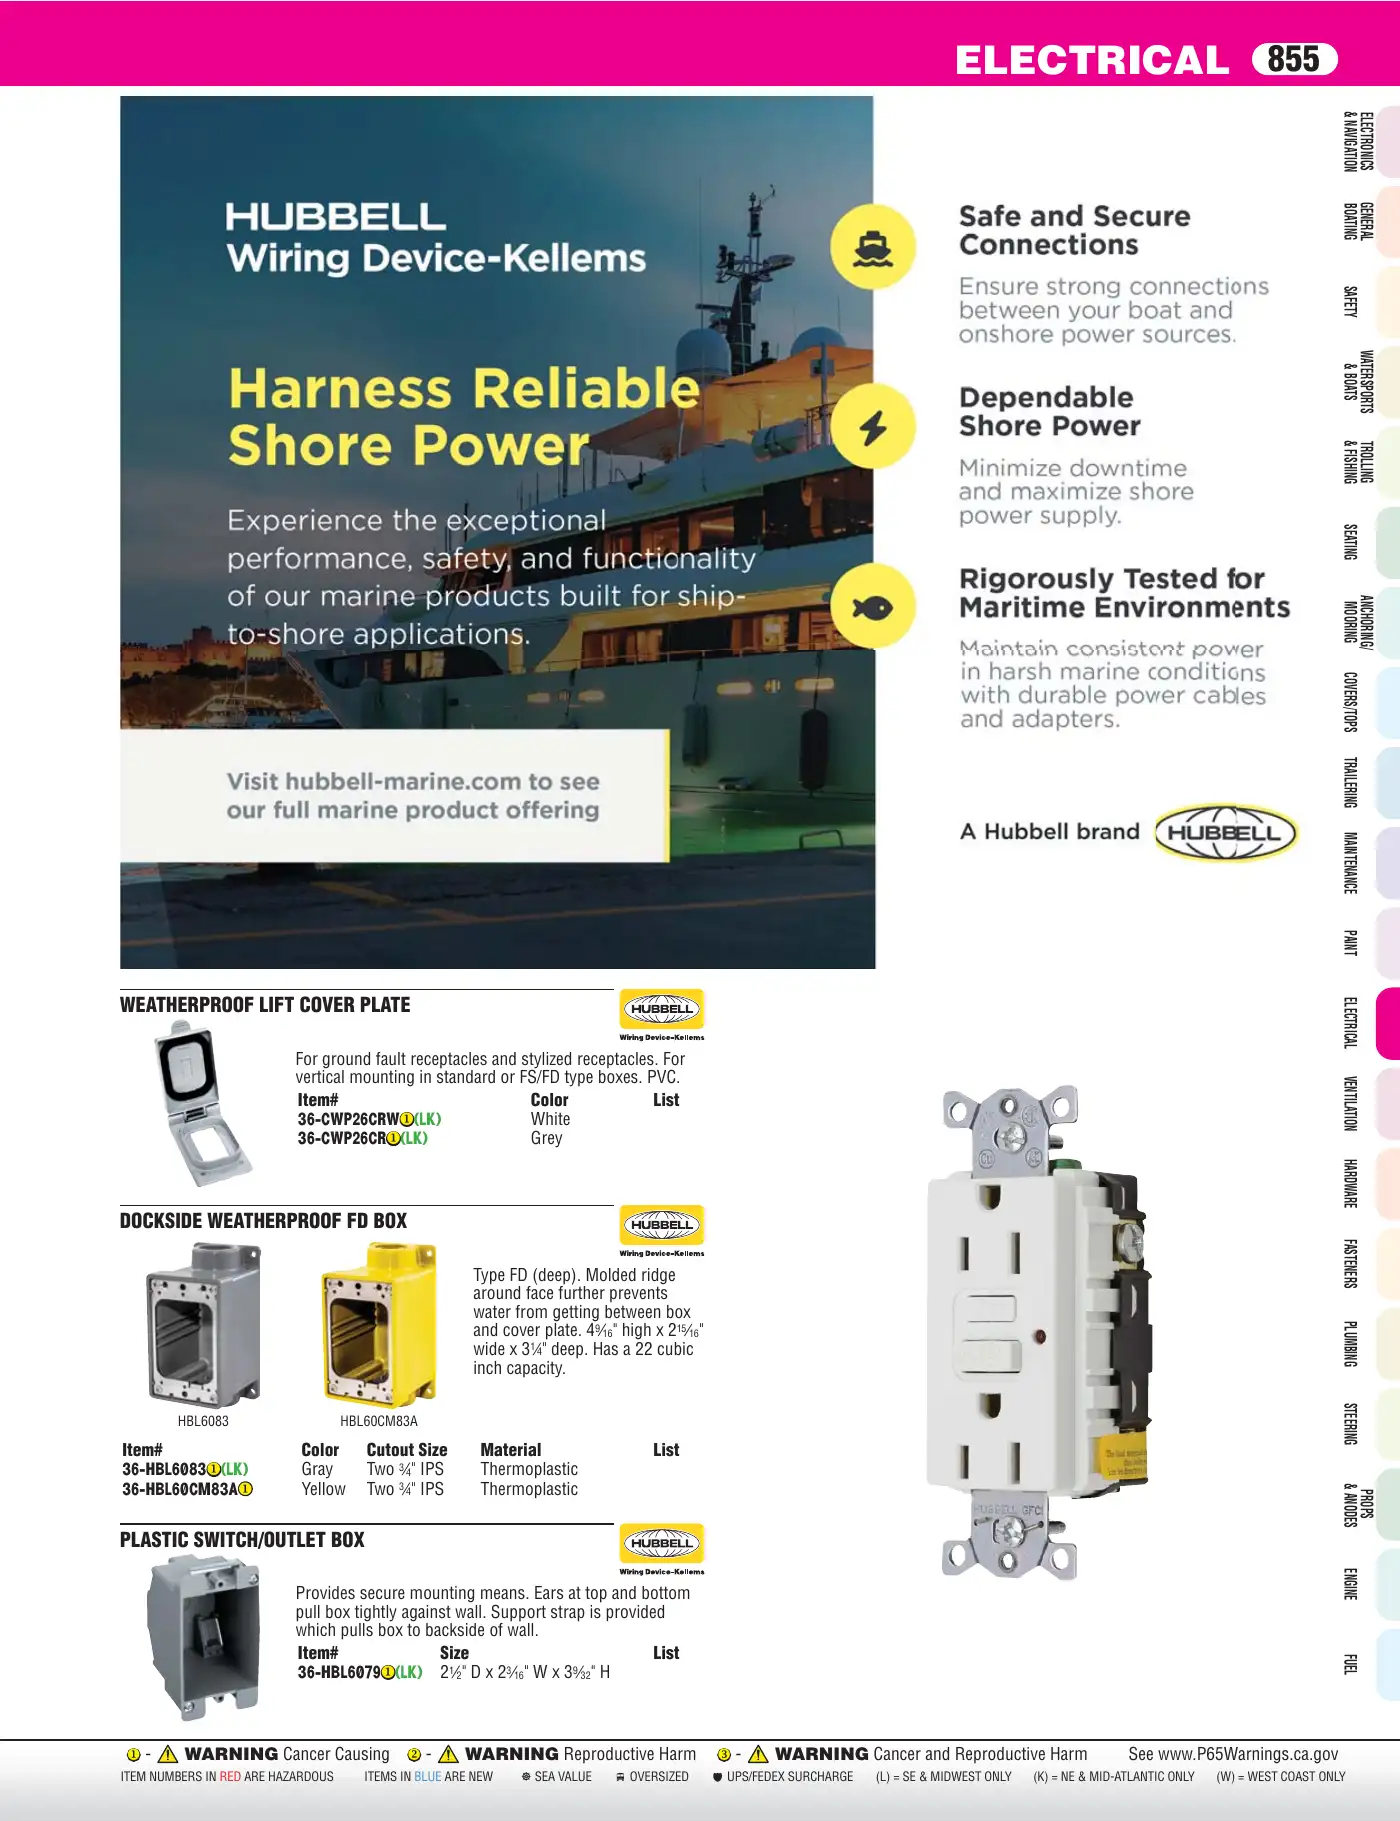 ELECTRICAL 855
HUBBELL
Wiring Device-Kellems
Harness Reliable
Shore Power
Experience the exceptional
performance, safety, and functionality
of our marine products built for ship-
to-shore applications.
Visit hubbell-marine.com to see
our full marine product offering
Safe and Secure
Connections
Ensure strong connections
between your boat and
onshore power sources.
Dependable
Shore Power
Minimize downtime
and maximize shore
power supply.
Rigorously Tested for
Maritime Environments
Maintain consistent power
in harsh marine conditions
with durable power cables
and adapters.
A Hubbell brand HUBBELL
WEATHERPROOF LIFT COVER PLATE
HUBBELL
Wiring Device-Kellems
For ground fault receptacles and stylized receptacles. For
vertical mounting in standard or FS/FD type boxes. PVC.
Item# Color List
36-CWP26CRW①(LK) White
36-CWP26CR①(LK) Grey
DOCKSIDE WEATHERPROOF FD BOX
HUBBELL
Wiring Device-Kellems
Type FD (deep). Molded ridge
around face further prevents
water from getting between box
and cover plate. 4⁹⁄₁₆" high x 2¹⁵⁄₁₆"
wide x 3¼" deep. Has a 22 cubic
inch capacity.
HBL6083 HBL60CM83A
Item# Color Cutout Size Material List
36-HBL6083①(LK) Gray Two ¾" IPS Thermoplastic
36-HBL60CM83A① Yellow Two ¾" IPS Thermoplastic
PLASTIC SWITCH/OUTLET BOX
HUBBELL
Wiring Device-Kellems
Provides secure mounting means. Ears at top and bottom
pull box tightly against wall. Support strap is provided
which pulls box to backside of wall.
Item# Size List
36-HBL6079①(LK) 2½" D x 2³⁄₁₆" W x 3⁹⁄₃₂" H
HUBBELL GFCI
ELECTRONICS
& NAVIGATION
GENERAL
BOATING
SAFETY
WATERSPORTS
& BOATS
TROLLING
& FISHING
SEATING
ANCHORING/
MOORING
COVERS/TOPS
TRAILERING
MAINTENANCE
PAINT
ELECTRICAL
VENTILATION
HARDWARE
FASTENERS
PLUMBING
STEERING
PROPS
& ANODES
ENGINE
FUEL
① - ⚠ WARNING Cancer Causing ② - ⚠ WARNING Reproductive Harm ③ - ⚠ WARNING Cancer and Reproductive Harm See www.P65Warnings.ca.gov
ITEM NUMBERS IN RED ARE HAZARDOUS ITEMS IN BLUE ARE NEW SEA VALUE OVERSIZED UPS/FEDEX SURCHARGE (L) = SE & MIDWEST ONLY (K) = NE & MID-ATLANTIC ONLY (W) = WEST COAST ONLY